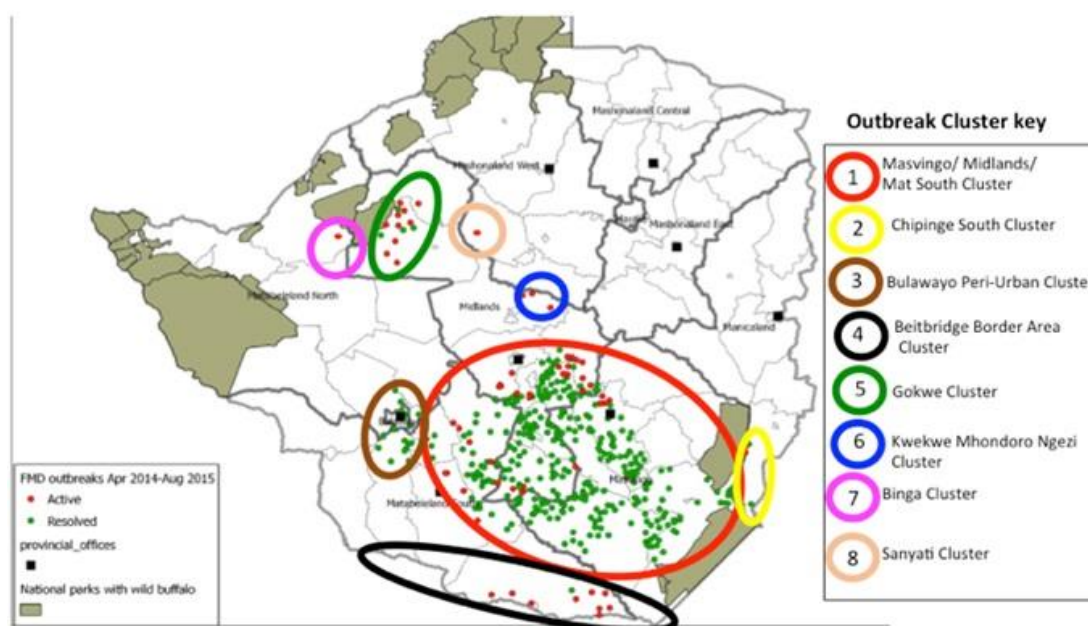 Mashonaland Central
Mashonaland West
Mashonaland East
Matabeleland North
Midlands
Manicaland
Matabeleland Sout
FMD outbreaks Apr 2014-Aug 2015
Active
Resolved
provincial_offices
National parks with wild buffalo
Outbreak Cluster key
1 Masvingo/ Midlands/
Mat South Cluster
2 Chipinge South Cluster
3 Bulawayo Peri-Urban Cluste
4 Beitbridge Border Area
Cluster
5 Gokwe Cluster
6 Kwekwe Mhondoro Ngezi
Cluster
7 Binga Cluster
8 Sanyati Cluster